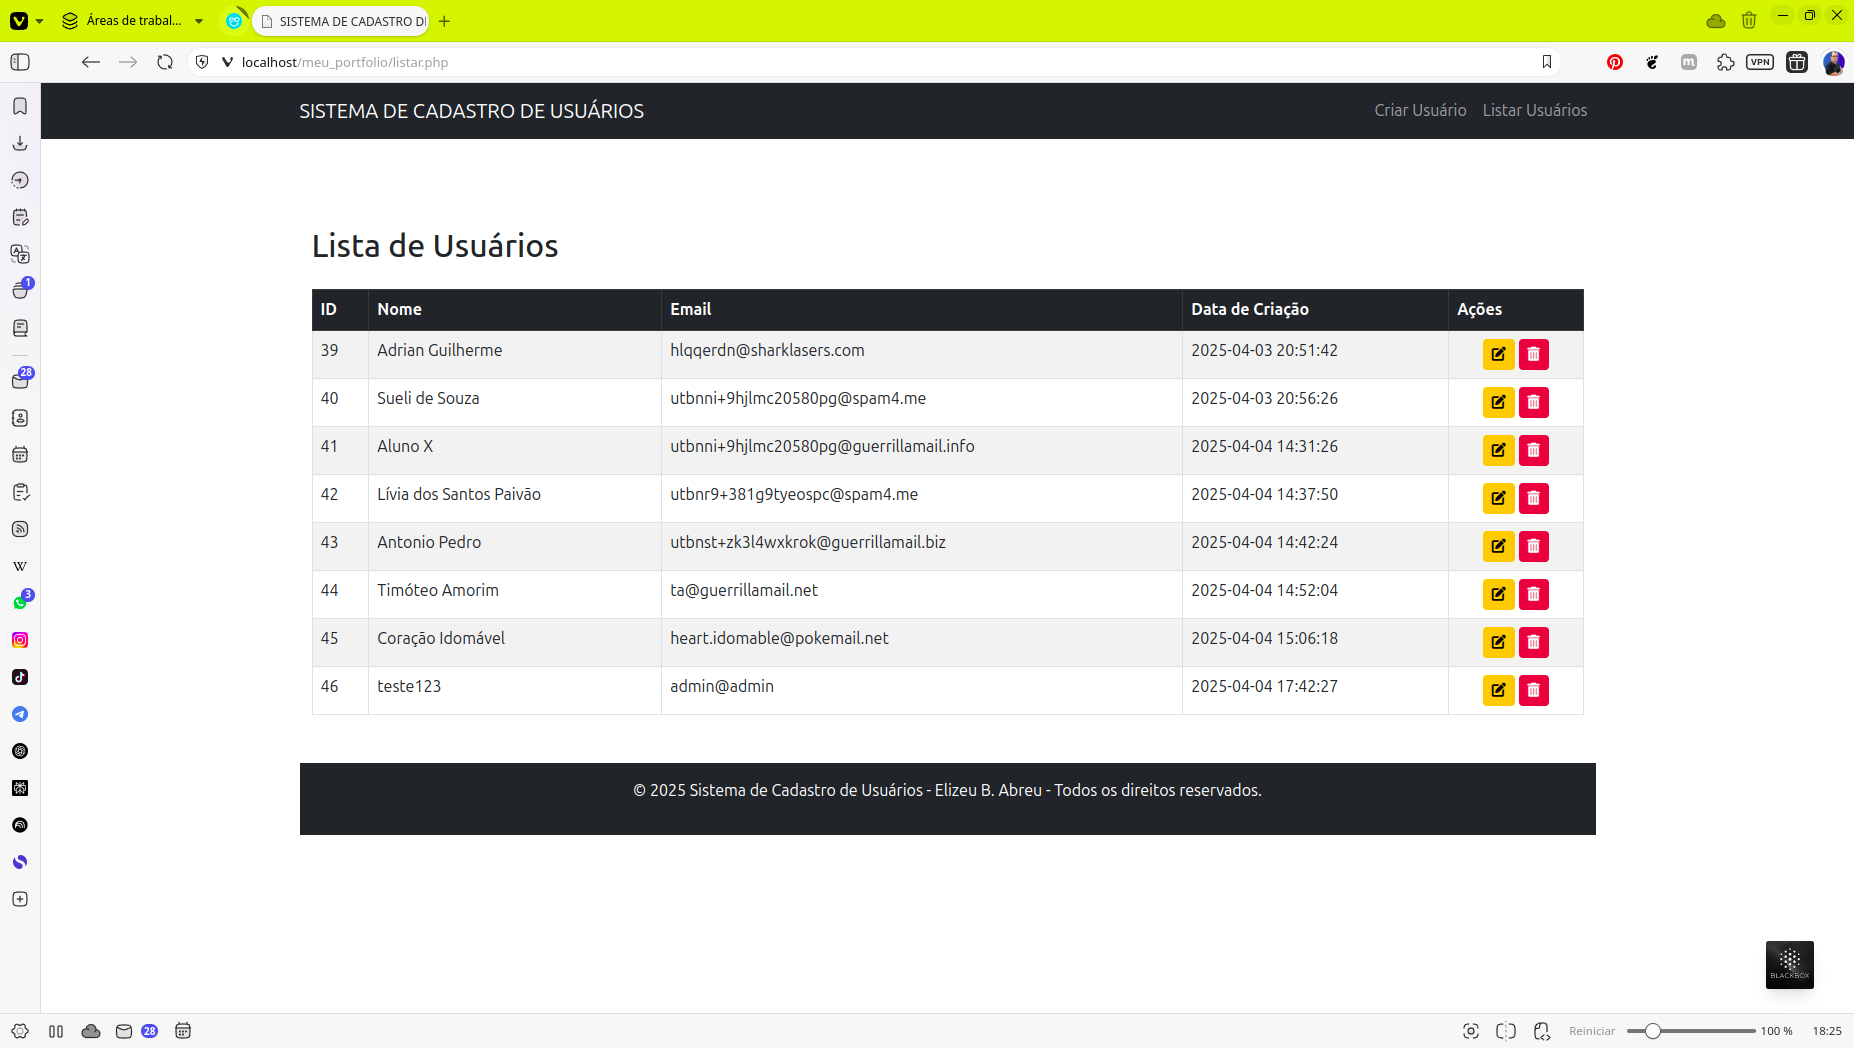 Áreas de trabal...
SISTEMA DE CADASTRO D
localhost/meu_portfolio/listar.php
VPN
SISTEMA DE CADASTRO DE USUÁRIOS
Criar Usuário Listar Usuários
Lista de Usuários
ID Nome Email Data de Criação Ações
39 Adrian Guilherme hlqqerdn@sharklasers.com 2025-04-03 20:51:42
40 Sueli de Souza utbnni+9hjlmc20580pg@spam4.me 2025-04-03 20:56:26
41 Aluno X utbnni+9hjlmc20580pg@guerrillamail.info 2025-04-04 14:31:26
42 Lívia dos Santos Paivão utbnr9+381g9tyeospc@spam4.me 2025-04-04 14:37:50
43 Antonio Pedro utbnst+zk3l4wxkrok@guerrillamail.biz 2025-04-04 14:42:24
44 Timóteo Amorim ta@guerrillamail.net 2025-04-04 14:52:04
45 Coração Idomável heart.idomable@pokemail.net 2025-04-04 15:06:18
46 teste123 admin@admin 2025-04-04 17:42:27
© 2025 Sistema de Cadastro de Usuários - Elizeu B. Abreu - Todos os direitos reservados.
1
28
W
3
BLACKBOX
28
Reiniciar 100 % 18:25